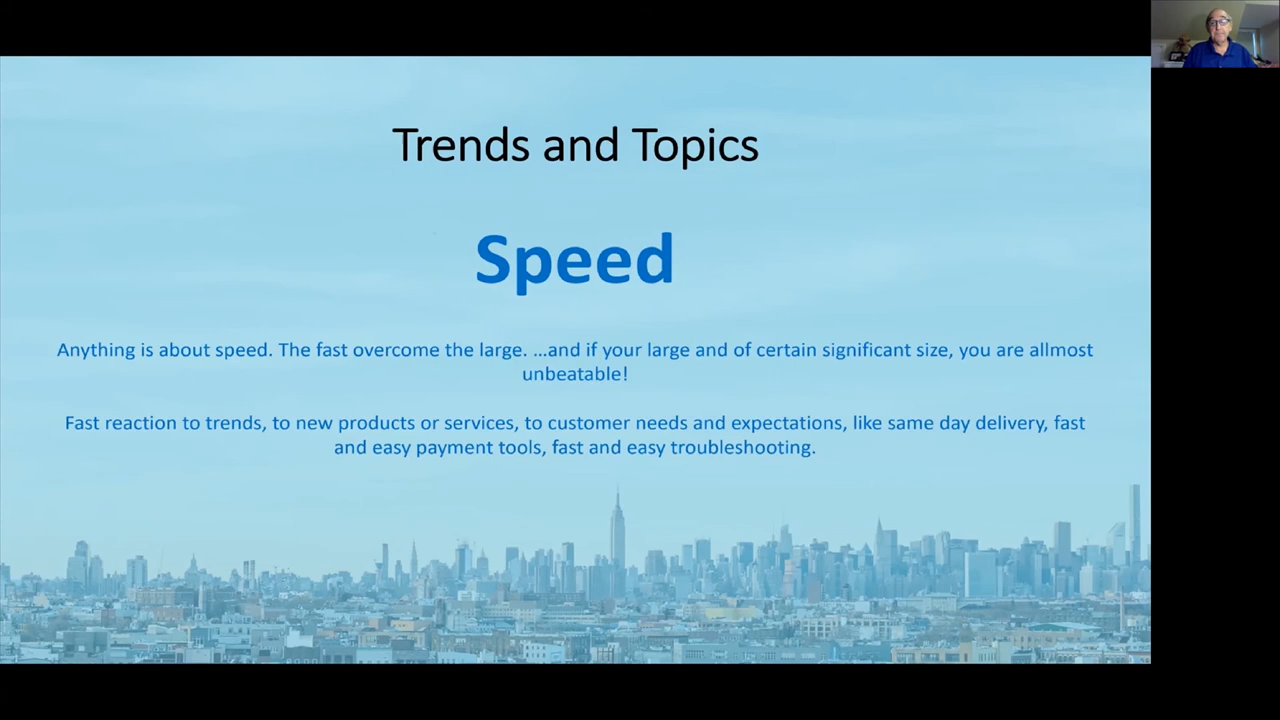 Trends and Topics
Speed
Anything is about speed. The fast overcome the large. …and if your large and of certain significant size, you are allmost
unbeatable!
Fast reaction to trends, to new products or services, to customer needs and expectations, like same day delivery, fast
and easy payment tools, fast and easy troubleshooting.